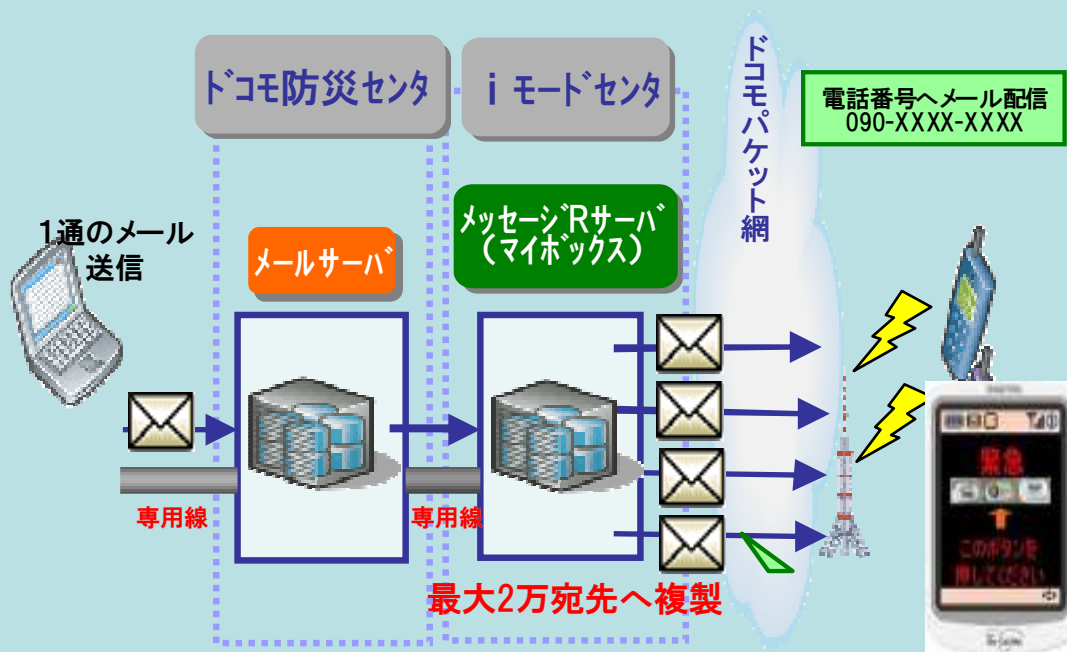 ドコモ防災センタ
iモードセンタ
ドコモパケット網
電話番号へメール配信
090-XXXX-XXXX
1通のメール
送信
メールサーバ
メッセージRサーバ
(マイボックス)
専用線
専用線
最大2万宛先へ複製
緊急
このボタンを
押してください